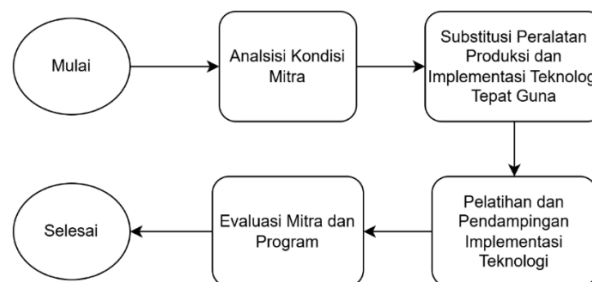 Mulai
Analsisi Kondisi
Mitra
Substitusi Peralatan
Produksi dan
Implementasi Teknolog
Tepat Guna
Pelatihan dan
Pendampingan
Implementasi
Teknologi
Evaluasi Mitra dan
Program
Selesai